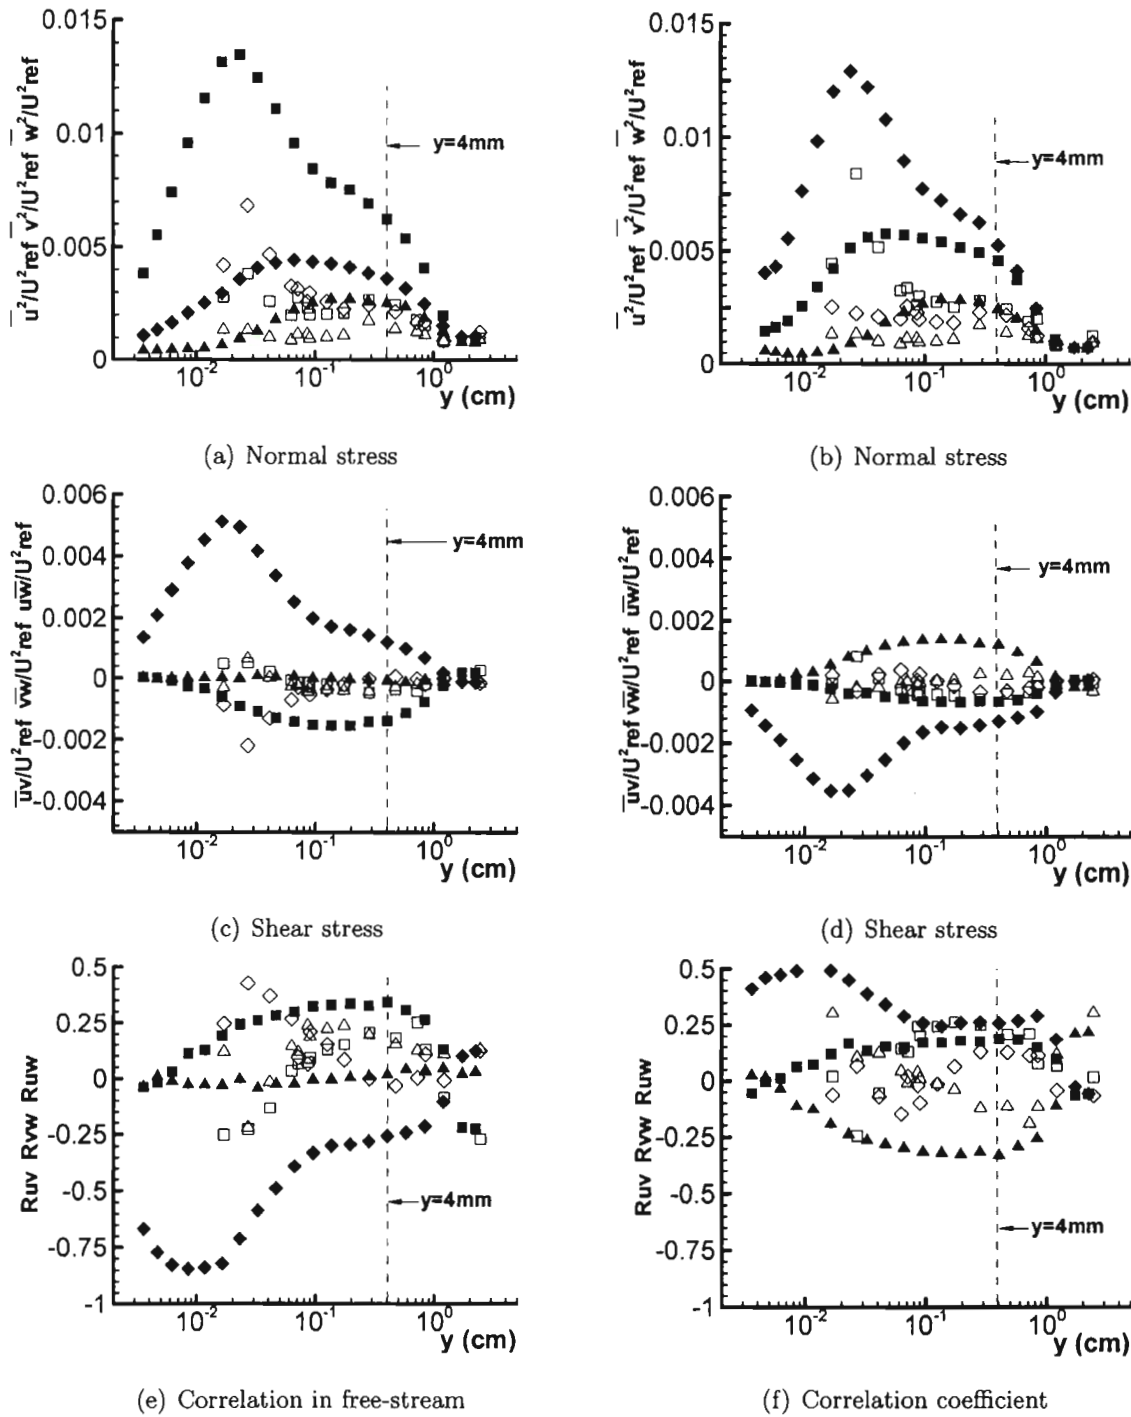 0.015
0.01
0.005
0
u²/U²ref v²/U²ref w²/U²ref
y=4mm
10⁻² 10⁻¹ 10⁰
y (cm)
(a) Normal stress
0.015
0.01
0.005
0
u²/U²ref v²/U²ref w²/U²ref
y=4mm
10⁻² 10⁻¹ 10⁰
y (cm)
(b) Normal stress
0.006
0.004
0.002
0
-0.002
-0.004
uv/U²ref vw/U²ref uw/U²ref
y=4mm
10⁻² 10⁻¹ 10⁰
y (cm)
(c) Shear stress
0.006
0.004
0.002
0
-0.002
-0.004
uv/U²ref vw/U²ref uw/U²ref
y=4mm
10⁻² 10⁻¹ 10⁰
y (cm)
(d) Shear stress
0.5
0.25
0
-0.25
-0.5
-0.75
-1
Ruv Rvw Ruw
y=4mm
10⁻² 10⁻¹ 10⁰
y (cm)
(e) Correlation in free-stream
0.5
0.25
0
-0.25
-0.5
-0.75
-1
Ruv Rvw Ruw
y=4mm
10⁻² 10⁻¹ 10⁰
y (cm)
(f) Correlation coefficient